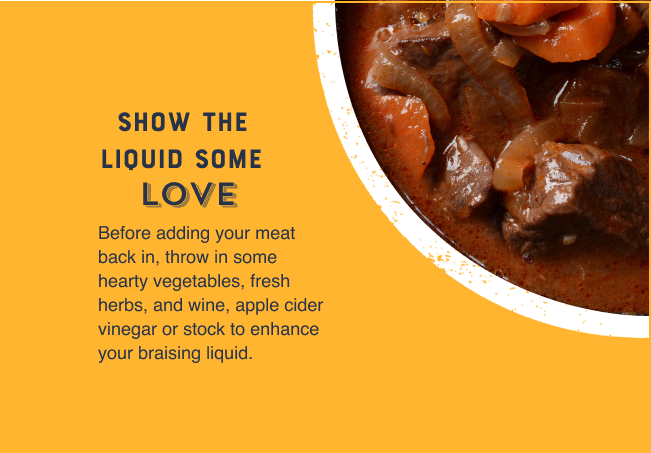 SHOW THE
LIQUID SOME
LOVE
Before adding your meat
back in, throw in some
hearty vegetables, fresh
herbs, and wine, apple cider
vinegar or stock to enhance
your braising liquid.